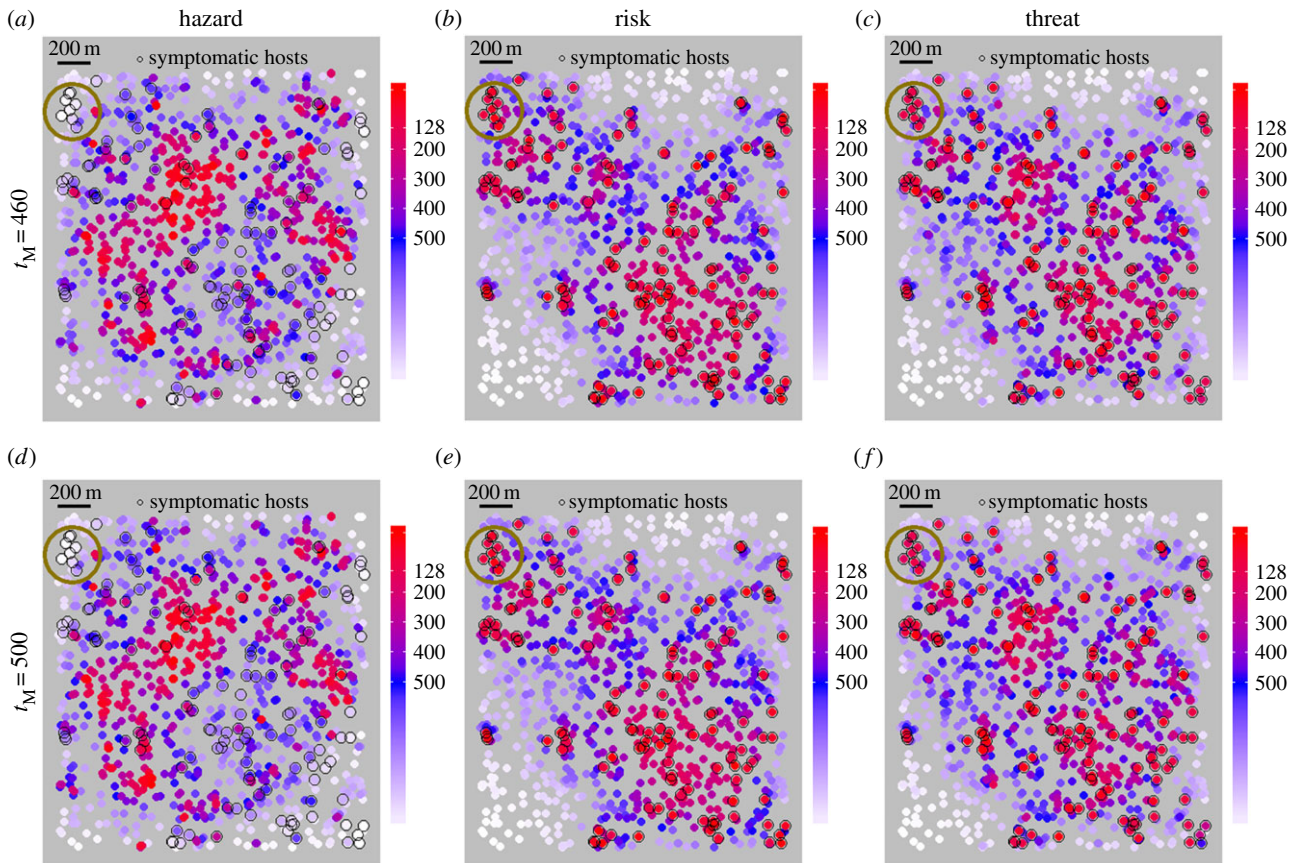 (a) hazard (b) risk (c) threat
200 m symptomatic hosts 200 m symptomatic hosts 200 m symptomatic hosts
128 128 128
200 200 200
300 300 300
400 400 400
500 500 500
t_M = 460
(d) (e) (f)
200 m symptomatic hosts 200 m symptomatic hosts 200 m symptomatic hosts
128 128 128
200 200 200
300 300 300
400 400 400
500 500 500
t_M = 500